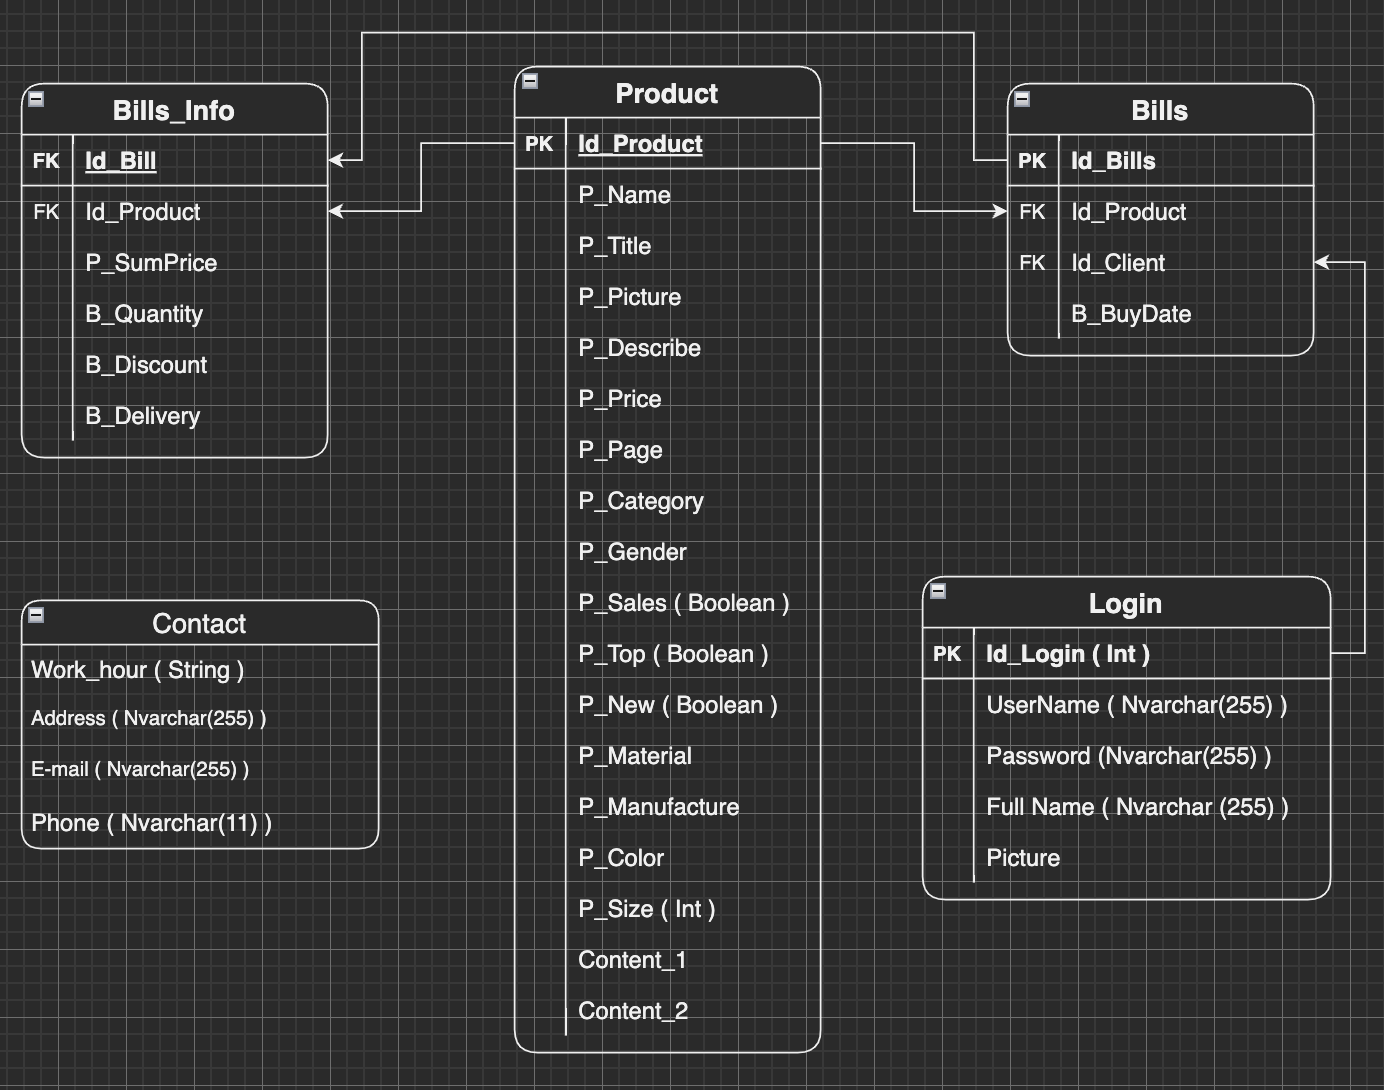 Bills_Info
FK Id_Bill
FK Id_Product
P_SumPrice
B_Quantity
B_Discount
B_Delivery
Product
PK Id_Product
P_Name
P_Title
P_Picture
P_Describe
P_Price
P_Page
P_Category
P_Gender
P_Sales ( Boolean )
P_Top ( Boolean )
P_New ( Boolean )
P_Material
P_Manufacture
P_Color
P_Size ( Int )
Content_1
Content_2
Bills
PK Id_Bills
FK Id_Product
FK Id_Client
B_BuyDate
Contact
Work_hour ( String )
Address ( Nvarchar(255) )
E-mail ( Nvarchar(255) )
Phone ( Nvarchar(11) )
Login
PK Id_Login ( Int )
UserName ( Nvarchar(255) )
Password (Nvarchar(255) )
Full Name ( Nvarchar (255) )
Picture